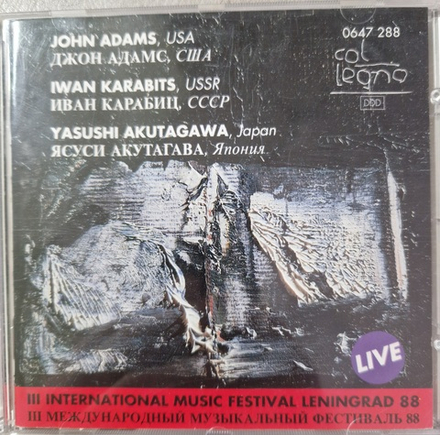 JOHN ADAMS, USA
ДЖОН АДАМС, США
IWAN KARABITS, USSR
ИВАН КАРАБИЦ, СССР
YASUSHI AKUTAGAWA, Japan
ЯСУСИ АКУТАГАВА, Япония
0647 288
col
legno
DDD
LIVE
III INTERNATIONAL MUSIC FESTIVAL LENINGRAD 88
III МЕЖДУНАРОДНЫЙ МУЗЫКАЛЬНЫЙ ФЕСТИВАЛЬ 88